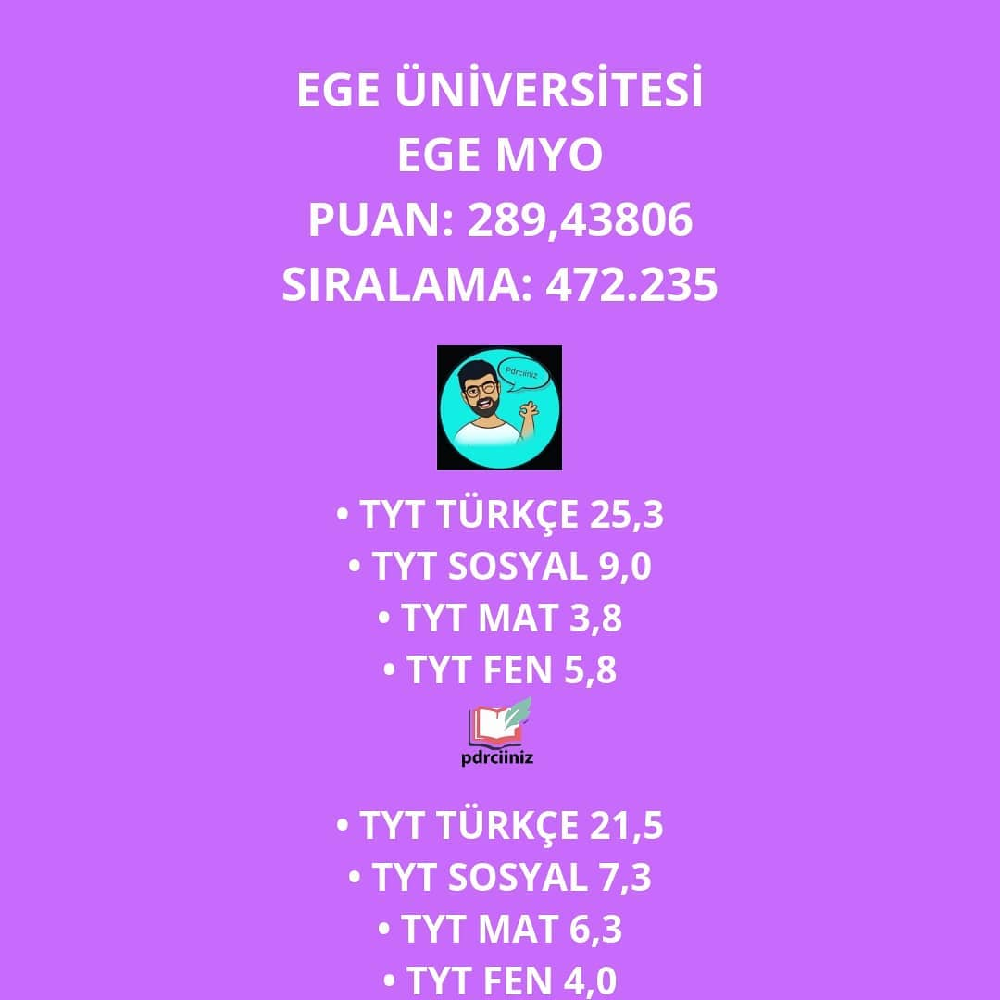 EGE ÜNİVERSİTESİ
EGE MYO
PUAN: 289,43806
SIRALAMA: 472.235
Pdrciiniz
• TYT TÜRKÇE 25,3
• TYT SOSYAL 9,0
• TYT MAT 3,8
• TYT FEN 5,8
pdrciiniz
• TYT TÜRKÇE 21,5
• TYT SOSYAL 7,3
• TYT MAT 6,3
• TYT FEN 4,0